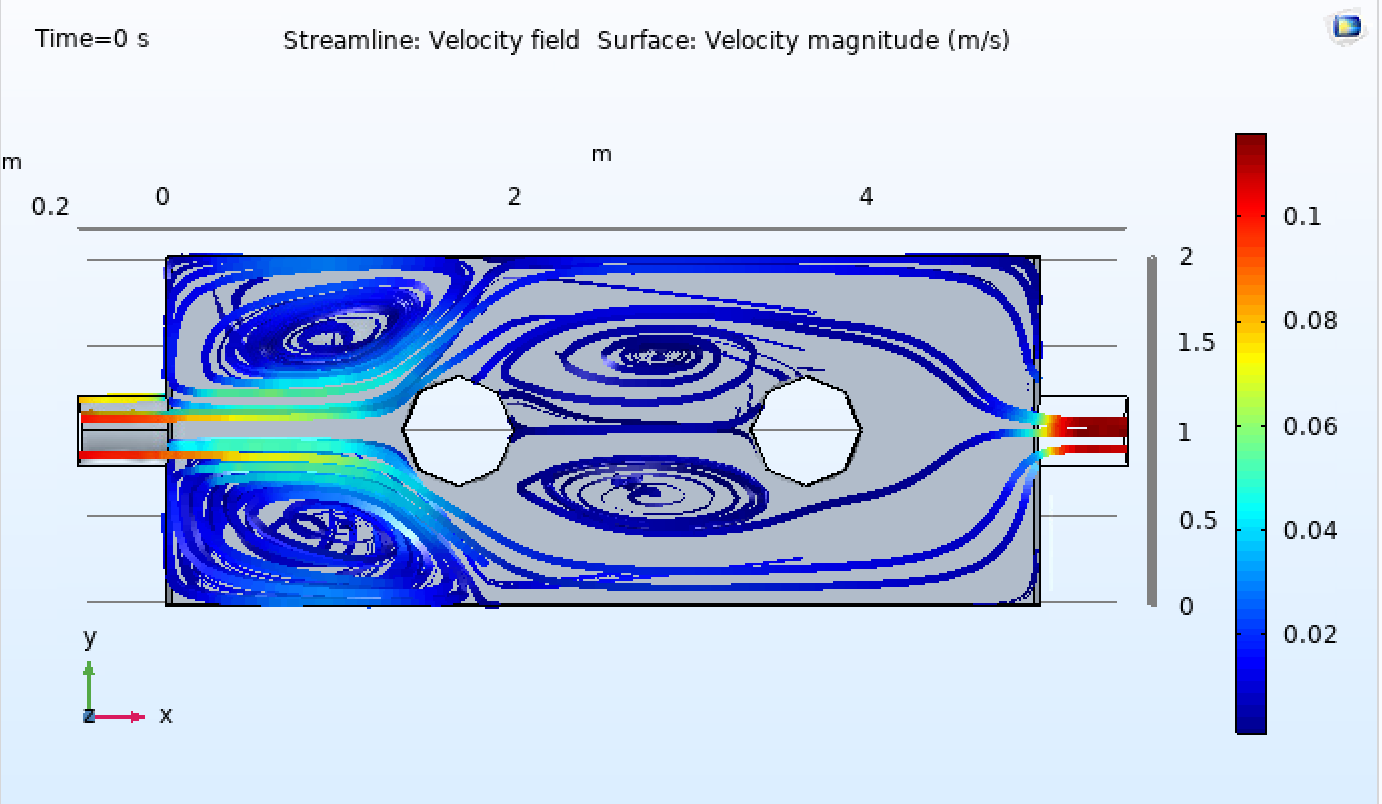 Time=0 s
Streamline: Velocity field Surface: Velocity magnitude (m/s)
m
m
0.2
0
2
4
2
1.5
1
0.5
0
0.1
0.08
0.06
0.04
0.02
y
z
x